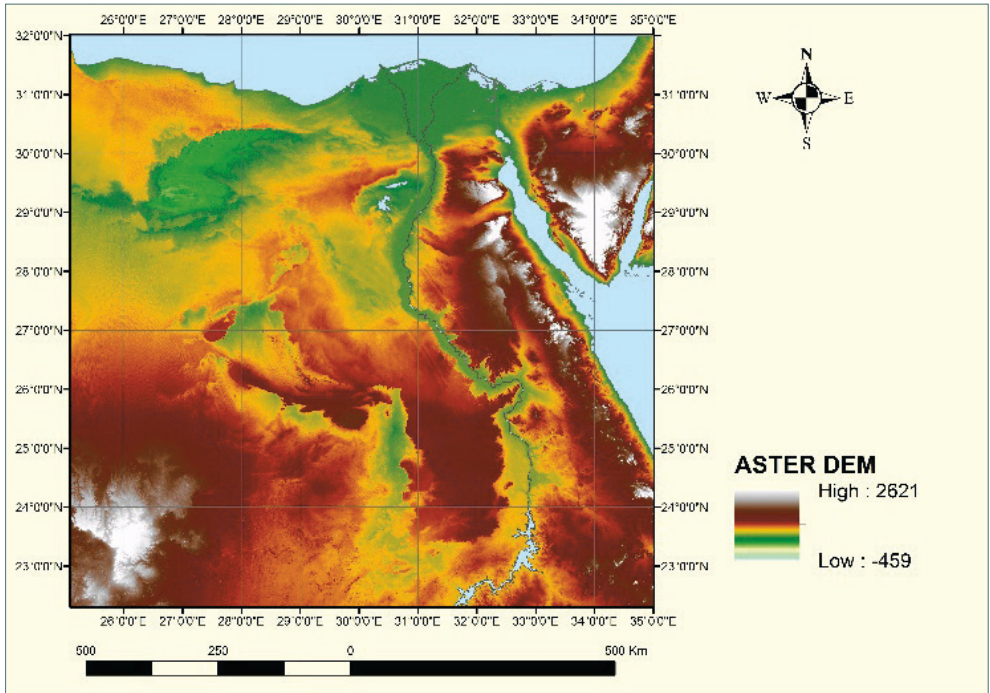 26°0'0"E 27°0'0"E 28°0'0"E 29°0'0"E 30°0'0"E 31°0'0"E 32°0'0"E 33°0'0"E 34°0'0"E 35°0'0"E
32°0'0"N
31°0'0"N 31°0'0"N
30°0'0"N 30°0'0"N
29°0'0"N 29°0'0"N
28°0'0"N 28°0'0"N
27°0'0"N 27°0'0"N
26°0'0"N 26°0'0"N
25°0'0"N 25°0'0"N
24°0'0"N 24°0'0"N
23°0'0"N 23°0'0"N
26°0'0"E 27°0'0"E 28°0'0"E 29°0'0"E 30°0'0"E 31°0'0"E 32°0'0"E 33°0'0"E 34°0'0"E 35°0'0"E
N
W E
S
ASTER DEM
High : 2621
Low : -459
500 250 0 500 Km